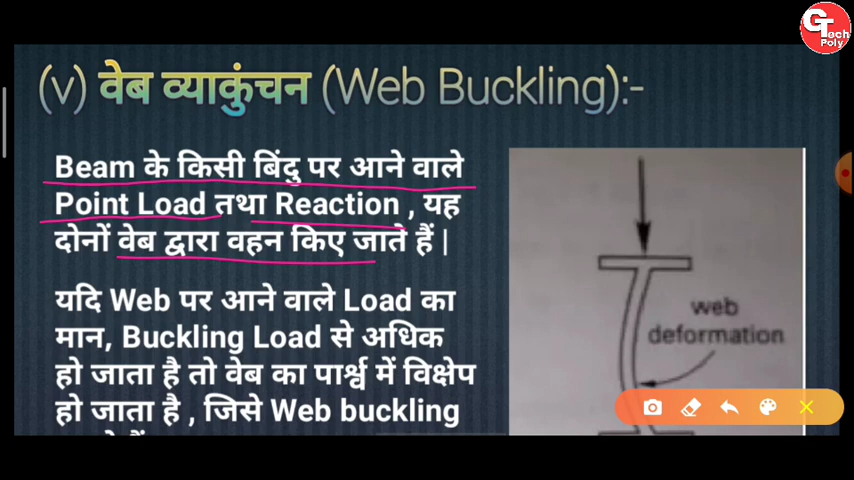 GTech
Poly
(v) वेब व्याकुंचन (Web Buckling):-
Beam के किसी बिंदु पर आने वाले
Point Load तथा Reaction , यह
दोनों वेब द्वारा वहन किए जाते हैं |
यदि Web पर आने वाले Load का
मान, Buckling Load से अधिक
हो जाता है तो वेब का पार्श्व में विक्षेप
हो जाता है , जिसे Web buckling
web
deformation